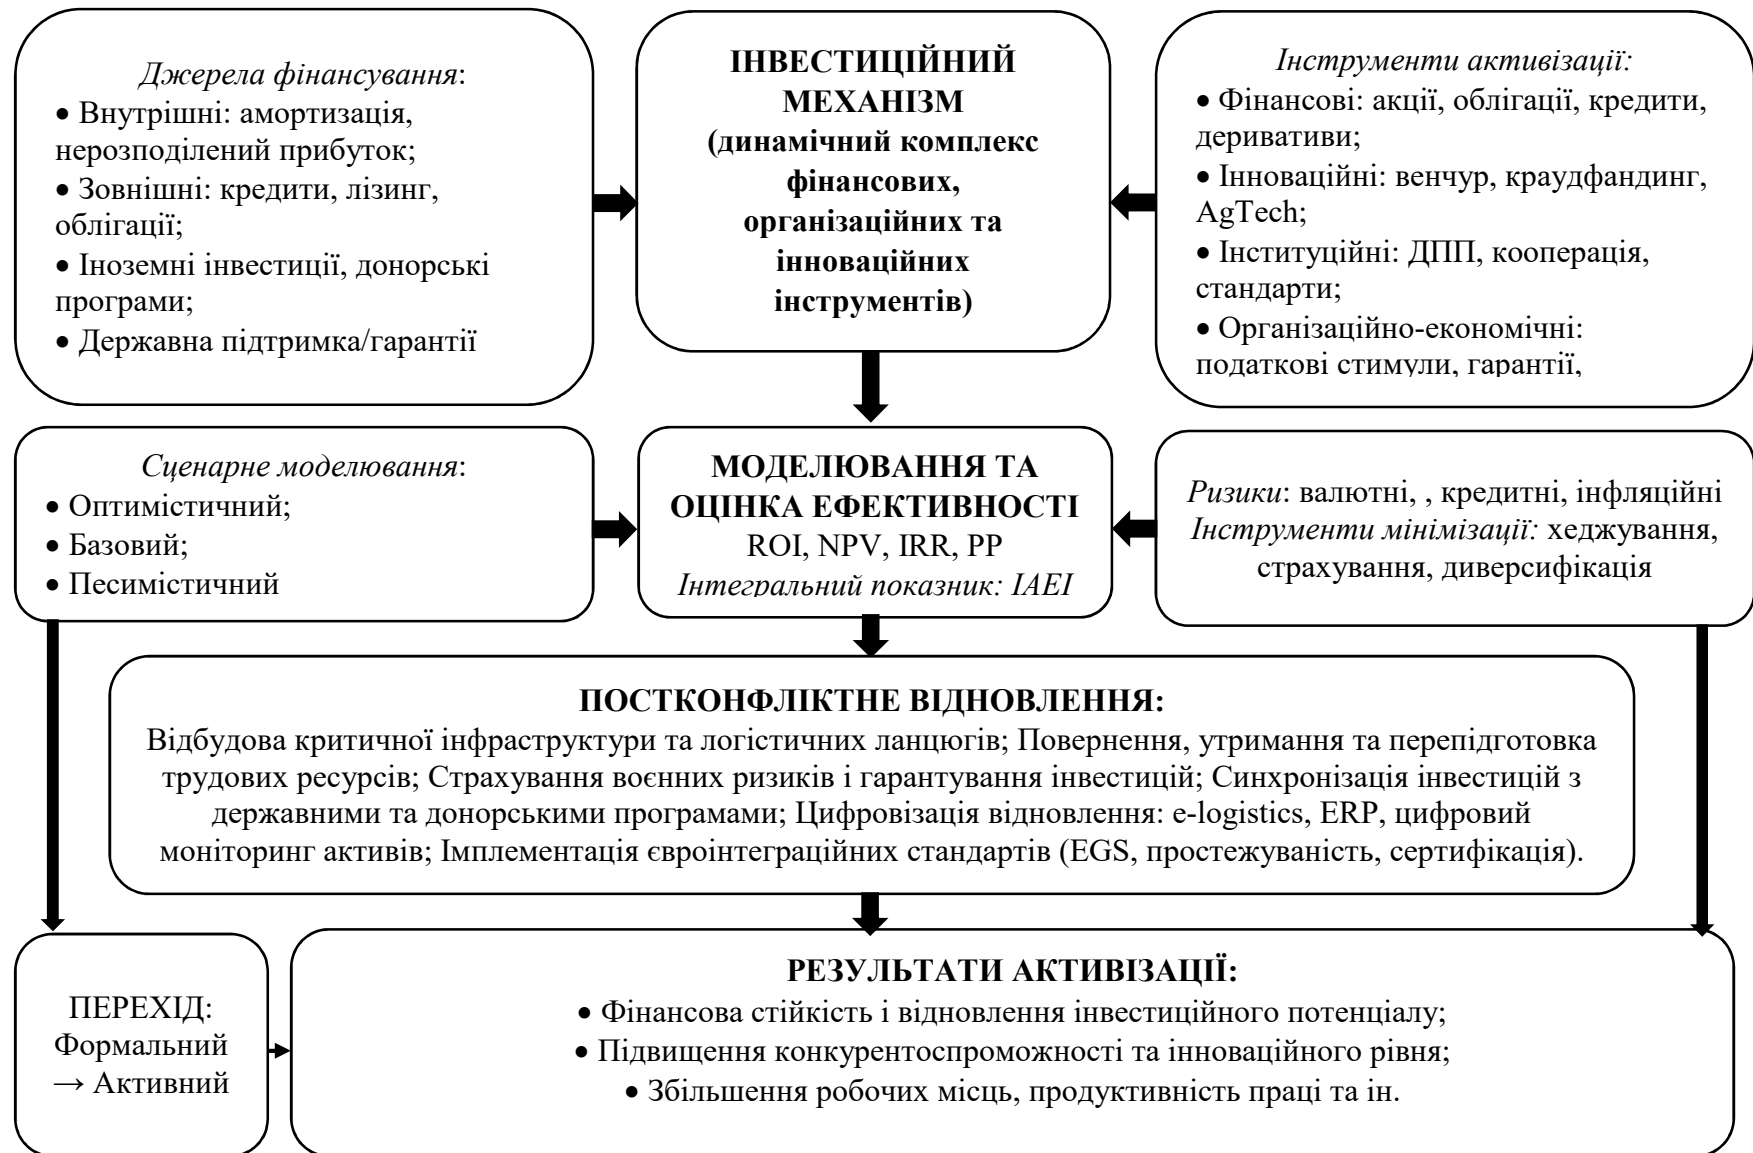 Джерела фінансування:
• Внутрішні: амортизація,
нерозподілений прибуток;
• Зовнішні: кредити, лізинг,
облігації;
• Іноземні інвестиції, донорські
програми;
• Державна підтримка/гарантії
ІНВЕСТИЦІЙНИЙ
МЕХАНІЗМ
(динамічний комплекс
фінансових,
організаційних та
інноваційних
інструментів)
Інструменти активізації:
• Фінансові: акції, облігації, кредити,
деривативи;
• Інноваційні: венчур, краудфандинг,
AgTech;
• Інституційні: ДПП, кооперація,
стандарти;
• Організаційно-економічні:
податкові стимули, гарантії,
Сценарне моделювання:
• Оптимістичний;
• Базовий;
• Песимістичний
МОДЕЛЮВАННЯ ТА
ОЦІНКА ЕФЕКТИВНОСТІ
ROI, NPV, IRR, PP
Інтегральний показник: IAEI
Ризики: валютні, , кредитні, інфляційні
Інструменти мінімізації: хеджування,
страхування, диверсифікація
ПОСТКОНФЛІКТНЕ ВІДНОВЛЕННЯ:
Відбудова критичної інфраструктури та логістичних ланцюгів; Повернення, утримання та перепідготовка
трудових ресурсів; Страхування воєнних ризиків і гарантування інвестицій; Синхронізація інвестицій з
державними та донорськими програмами; Цифровізація відновлення: e-logistics, ERP, цифровий
моніторинг активів; Імплементація євроінтеграційних стандартів (EGS, простежуваність, сертифікація).
ПЕРЕХІД:
Формальний
→ Активний
РЕЗУЛЬТАТИ АКТИВІЗАЦІЇ:
• Фінансова стійкість і відновлення інвестиційного потенціалу;
• Підвищення конкурентоспроможності та інноваційного рівня;
• Збільшення робочих місць, продуктивність праці та ін.